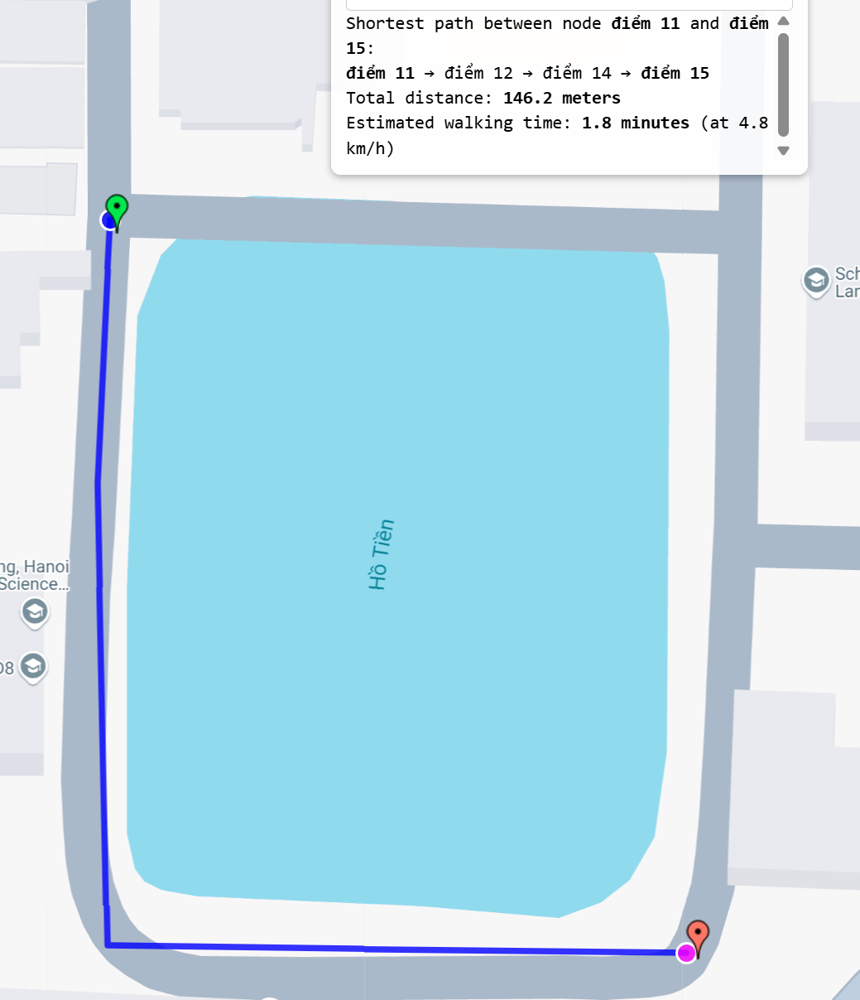 Shortest path between node điểm 11 and điểm
15:
điểm 11 → điểm 12 → điểm 14 → điểm 15
Total distance: 146.2 meters
Estimated walking time: 1.8 minutes (at 4.8
km/h)
Sch
Lar
Hồ Tiền
ng, Hanoi
Science...
D8